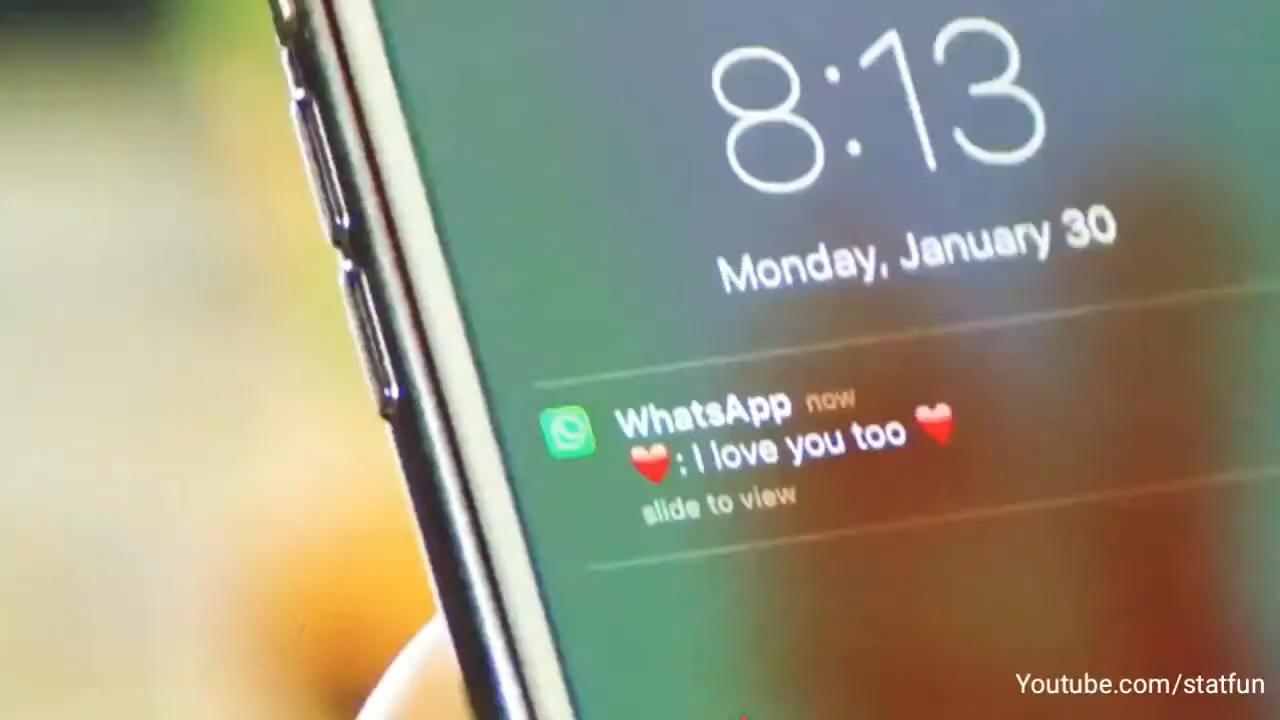 8:13
Monday, January 30
WhatsApp now
❤️: I love you too ❤️
slide to view
Youtube.com/statfun